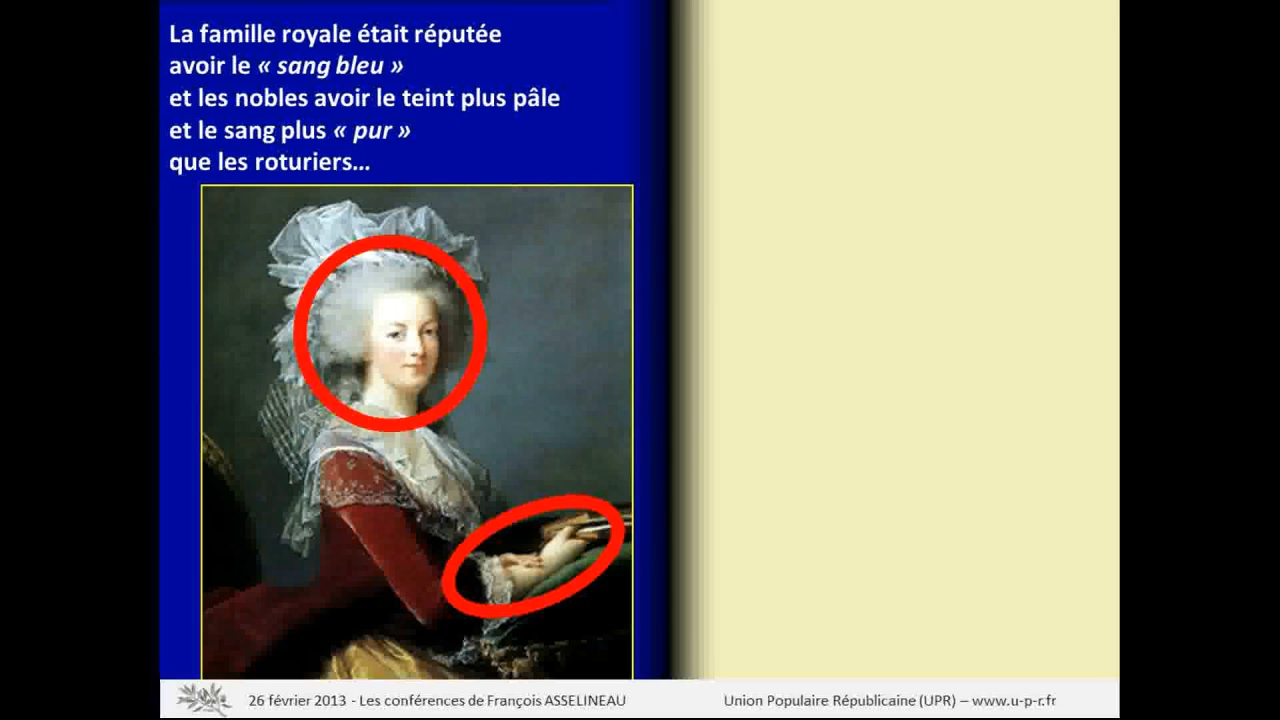 La famille royale était réputée
avoir le « sang bleu »
et les nobles avoir le teint plus pâle
et le sang plus « pur »
que les roturiers...
26 février 2013 - Les conférences de François ASSELINEAU
Union Populaire Républicaine (UPR) – www.u-p-r.fr